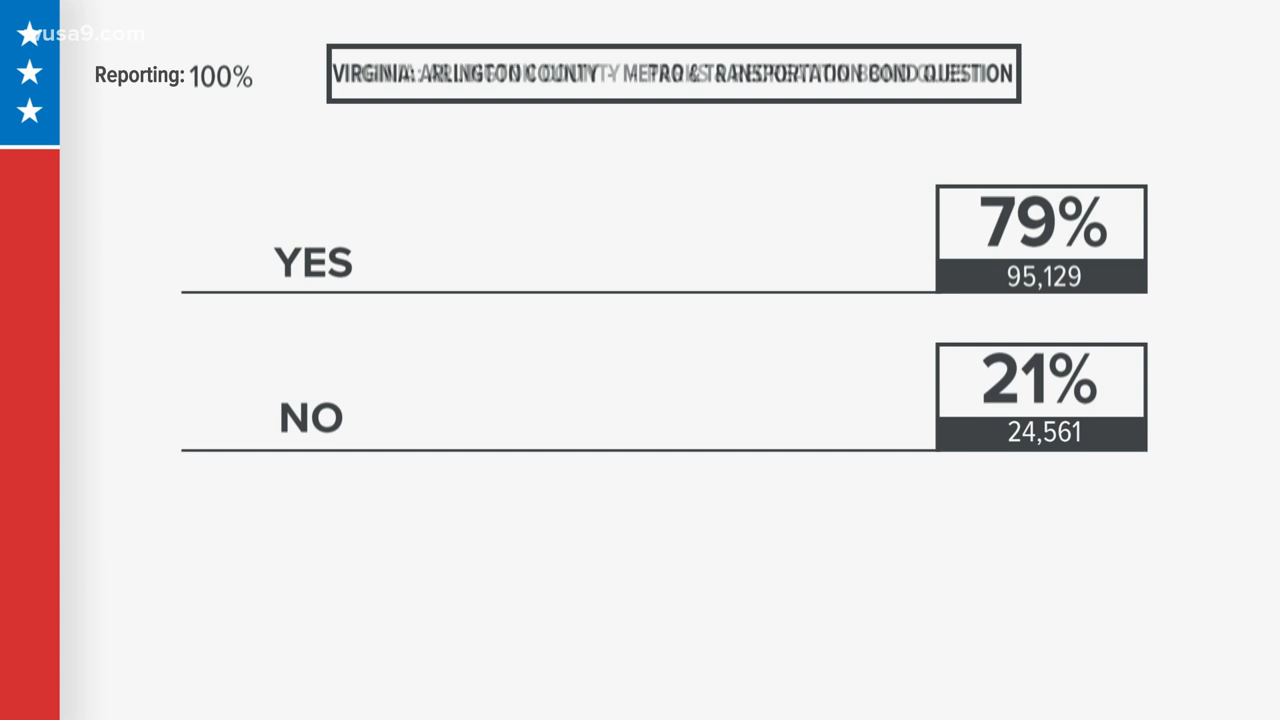 wusa9.com
Reporting: 100%
VIRGINIA: ARLINGTON COUNTY - METRO & TRANSPORTATION BOND QUESTION
79%
YES
95,129
21%
NO
24,561